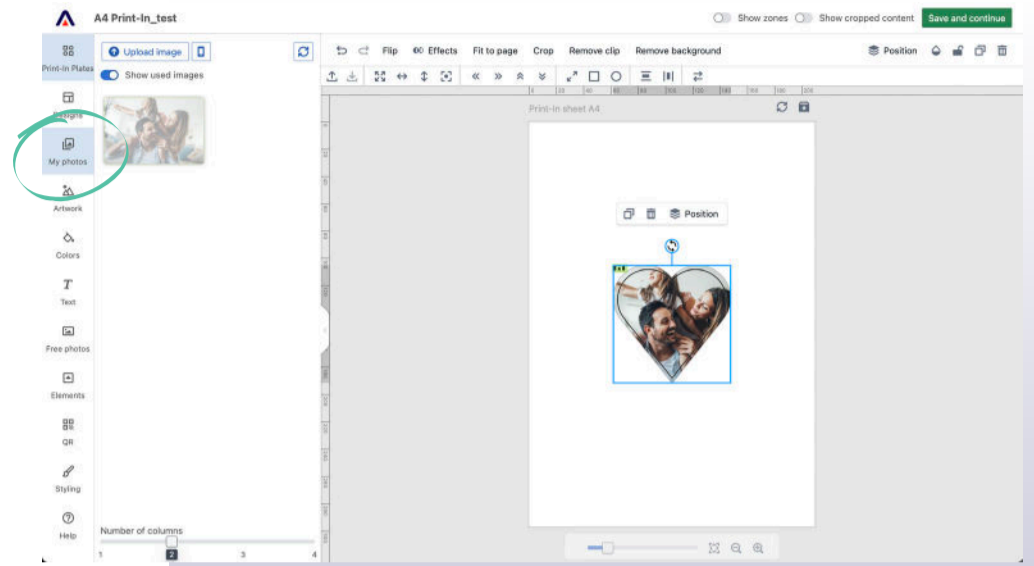 A4 Print-In_test
Show zones
Show cropped content
Save and continue
Print-In Plates
Designs
My photos
Artwork
Colors
Text
Free photos
Elements
QR
Styling
Help
Upload image
Show used images
Number of columns
1 2 3 4
Flip
Effects
Fit to page
Crop
Remove clip
Remove background
Position
Print-In sheet A4
Position